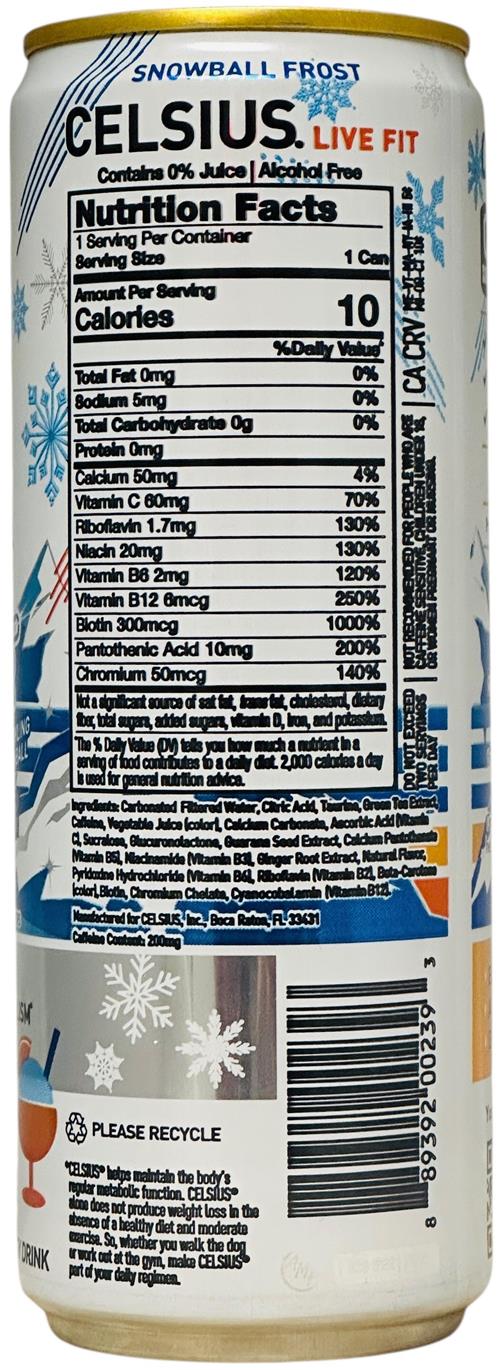 SNOWBALL FROST
CELSIUS. LIVE FIT
Contains 0% Juice | Alcohol Free
Nutrition Facts
1 Serving Per Container
Serving Size 1 Can
Amount Per Serving
Calories 10
%Daily Value*
Total Fat 0mg 0%
Sodium 5mg 0%
Total Carbohydrate 0g 0%
Protein 0mg
Calcium 50mg 4%
Vitamin C 60mg 70%
Riboflavin 1.7mg 130%
Niacin 20mg 130%
Vitamin B6 2mg 120%
Vitamin B12 6mcg 250%
Biotin 300mcg 1000%
Pantothenic Acid 10mg 200%
Chromium 50mcg 140%
Not a significant source of sat fat, trans fat, cholesterol, dietary
fiber, total sugars, added sugars, vitamin D, iron, and potassium.
*The % Daily Value (DV) tells you how much a nutrient in a
serving of food contributes to a daily diet. 2,000 calories a day
is used for general nutrition advice.
Ingredients: Carbonated Filtered Water, Citric Acid, Taurine, Green Tea Extract,
Caffeine, Vegetable Juice (color), Calcium Carbonate, Ascorbic Acid (Vitamin
C), Sucralose, Glucuronolactone, Guarana Seed Extract, Calcium Pantothenate
(Vitamin B5), Niacinamide (Vitamin B3), Ginger Root Extract, Natural Flavor,
Pyridoxine Hydrochloride (Vitamin B6), Riboflavin (Vitamin B2), Beta-Carotene
(color), Biotin, Chromium Chelate, Cyanocobalamin (Vitamin B12).
Manufactured for CELSIUS, Inc., Boca Raton, FL 33431
Caffeine Content: 200mg
DO NOT EXCEED
TWO SERVINGS
PER DAY
NOT RECOMMENDED FOR PEOPLE WHO ARE
CAFFEINE SENSITIVE, CHILDREN UNDER 18,
OR WOMEN PREGNANT OR NURSING.
CA CRV
8 89392 00239 3
PLEASE RECYCLE
*CELSIUS® helps maintain the body's
regular metabolic function. CELSIUS®
alone does not produce weight loss in the
absence of a healthy diet and moderate
exercise. So, whether you walk the dog
or work out at the gym, make CELSIUS®
part of your daily regimen.
DRINK